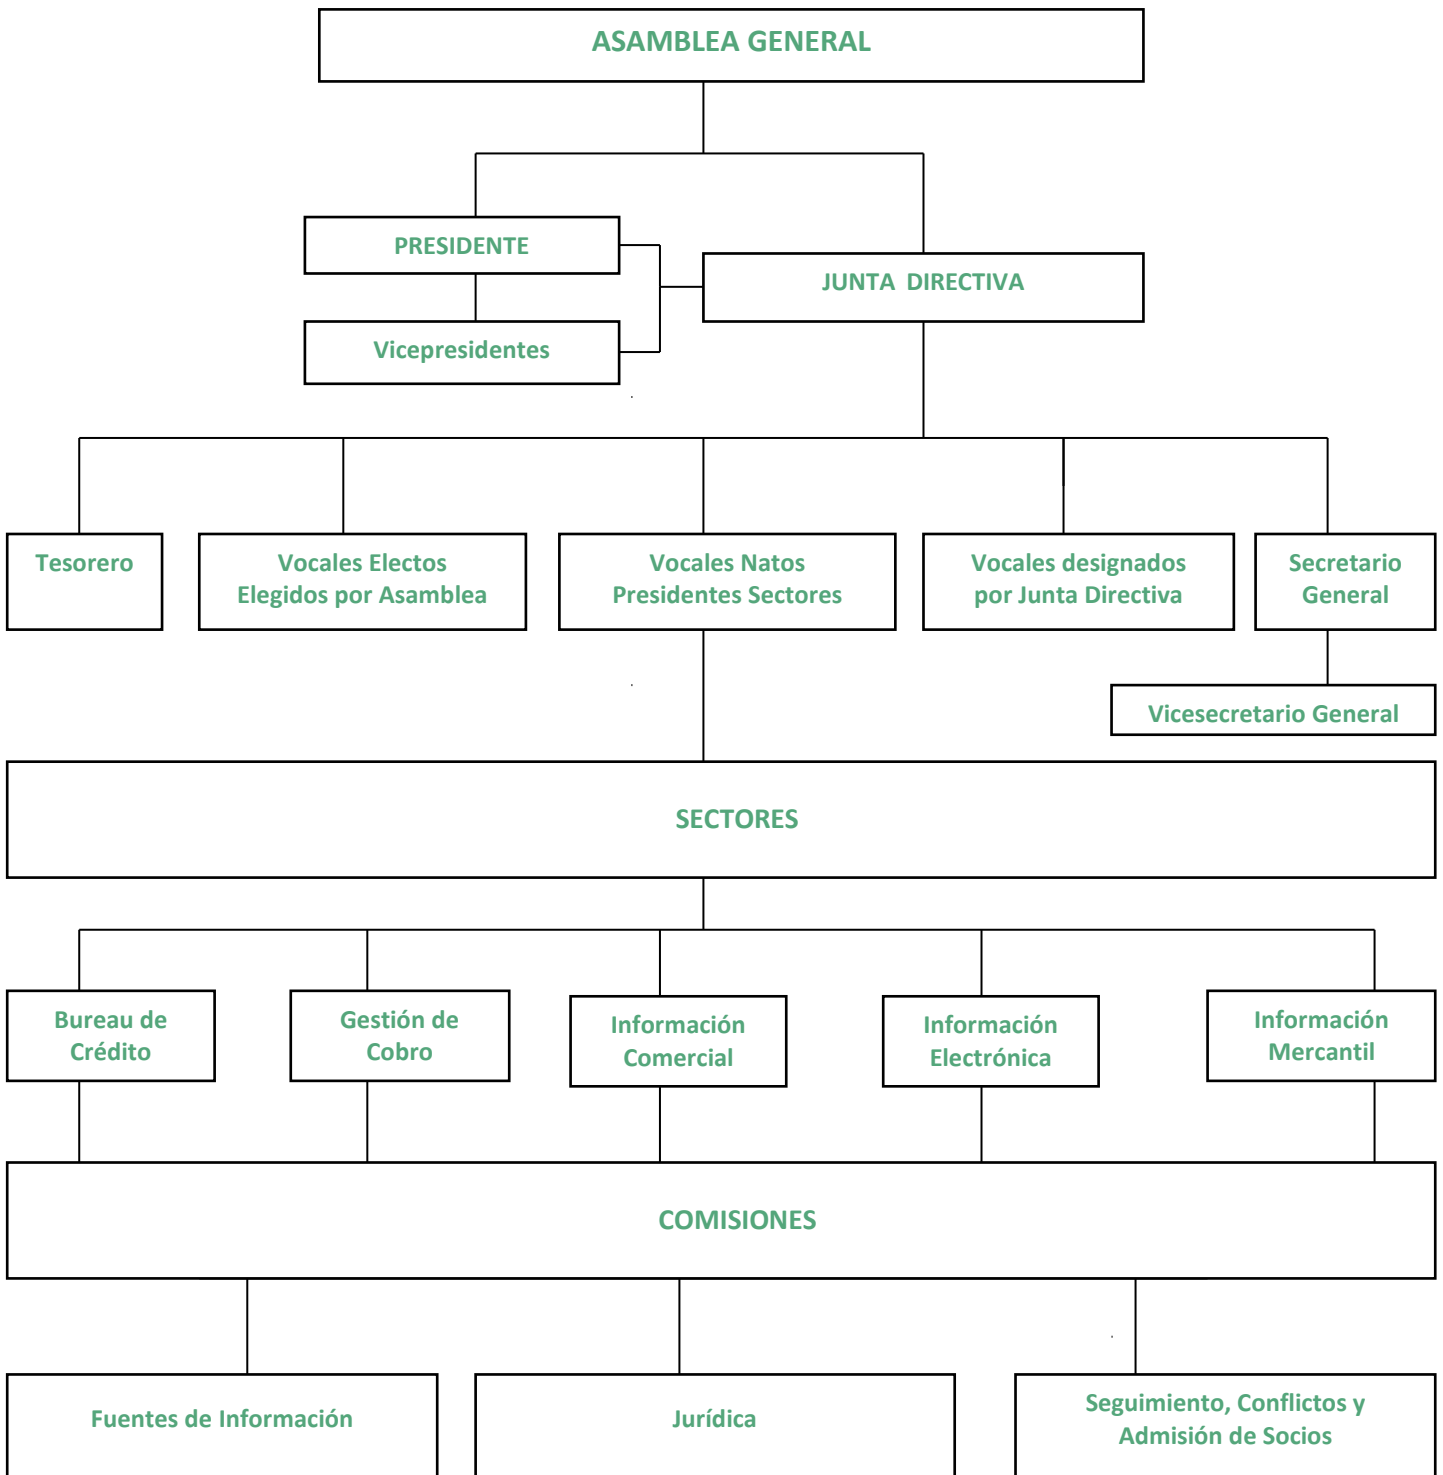 ASAMBLEA GENERAL
PRESIDENTE
JUNTA DIRECTIVA
Vicepresidentes
Tesorero
Vocales Electos
Elegidos por Asamblea
Vocales Natos
Presidentes Sectores
Vocales designados
por Junta Directiva
Secretario
General
Vicesecretario General
SECTORES
Bureau de
Crédito
Gestión de
Cobro
Información
Comercial
Información
Electrónica
Información
Mercantil
COMISIONES
Fuentes de Información
Jurídica
Seguimiento, Conflictos y
Admisión de Socios